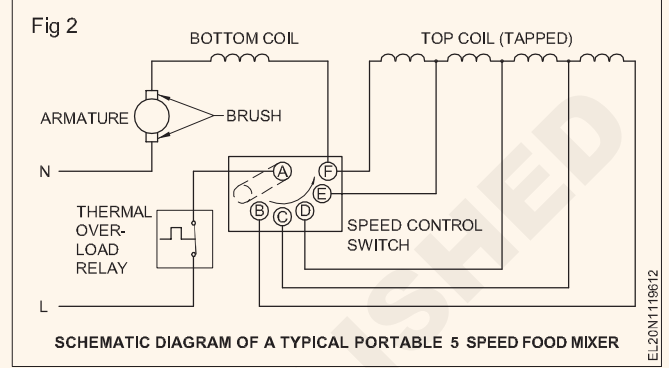 Fig 2
BOTTOM COIL
TOP COIL (TAPPED)
ARMATURE
BRUSH
N
A
F
E
B
C
D
THERMAL
OVER-
LOAD
RELAY
SPEED CONTROL
SWITCH
L
SCHEMATIC DIAGRAM OF A TYPICAL PORTABLE 5 SPEED FOOD MIXER
EL20N1119612
ISHED